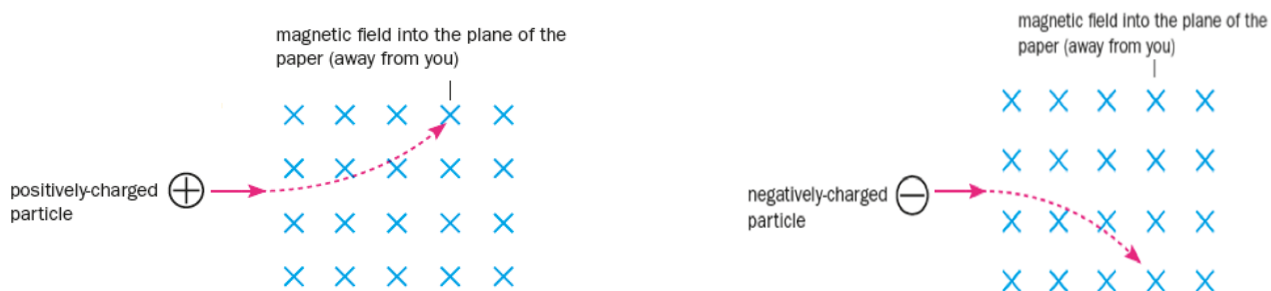 magnetic field into the plane of the
paper (away from you)
positively-charged
particle
magnetic field into the plane of the
paper (away from you)
negatively-charged
particle